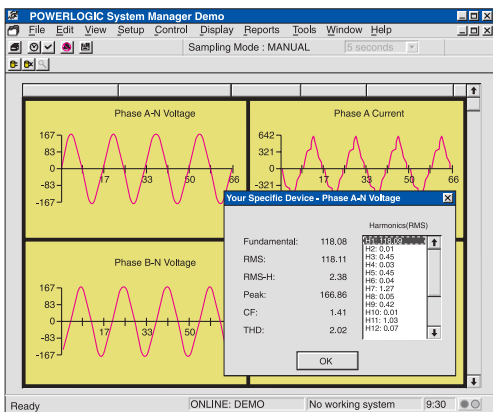 POWERLOGIC System Manager Demo
File Edit View Setup Control Display Reports Tools Window Help
Sampling Mode : MANUAL
5 seconds
Phase A-N Voltage
167
83
0
-83
-167
17 33 50 66
Phase A Current
642
321
0
-321
17 33 50 66
Phase B-N Voltage
167
83
0
-83
-167
17 33 50
Your Specific Device - Phase A-N Voltage
Harmonics(RMS)
Fundamental: 118.08
RMS: 118.11
RMS-H: 2.38
Peak: 166.86
CF: 1.41
THD: 2.02
H1: 118.09
H2: 0.01
H3: 0.45
H4: 0.03
H5: 0.45
H6: 0.04
H7: 1.27
H8: 0.05
H9: 0.42
H10: 0.01
H11: 1.03
H12: 0.07
OK
Ready
ONLINE: DEMO
No working system
9:30